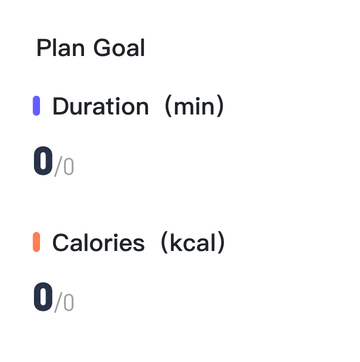 Plan Goal
Duration（min）
0/0
Calories（kcal）
0/0